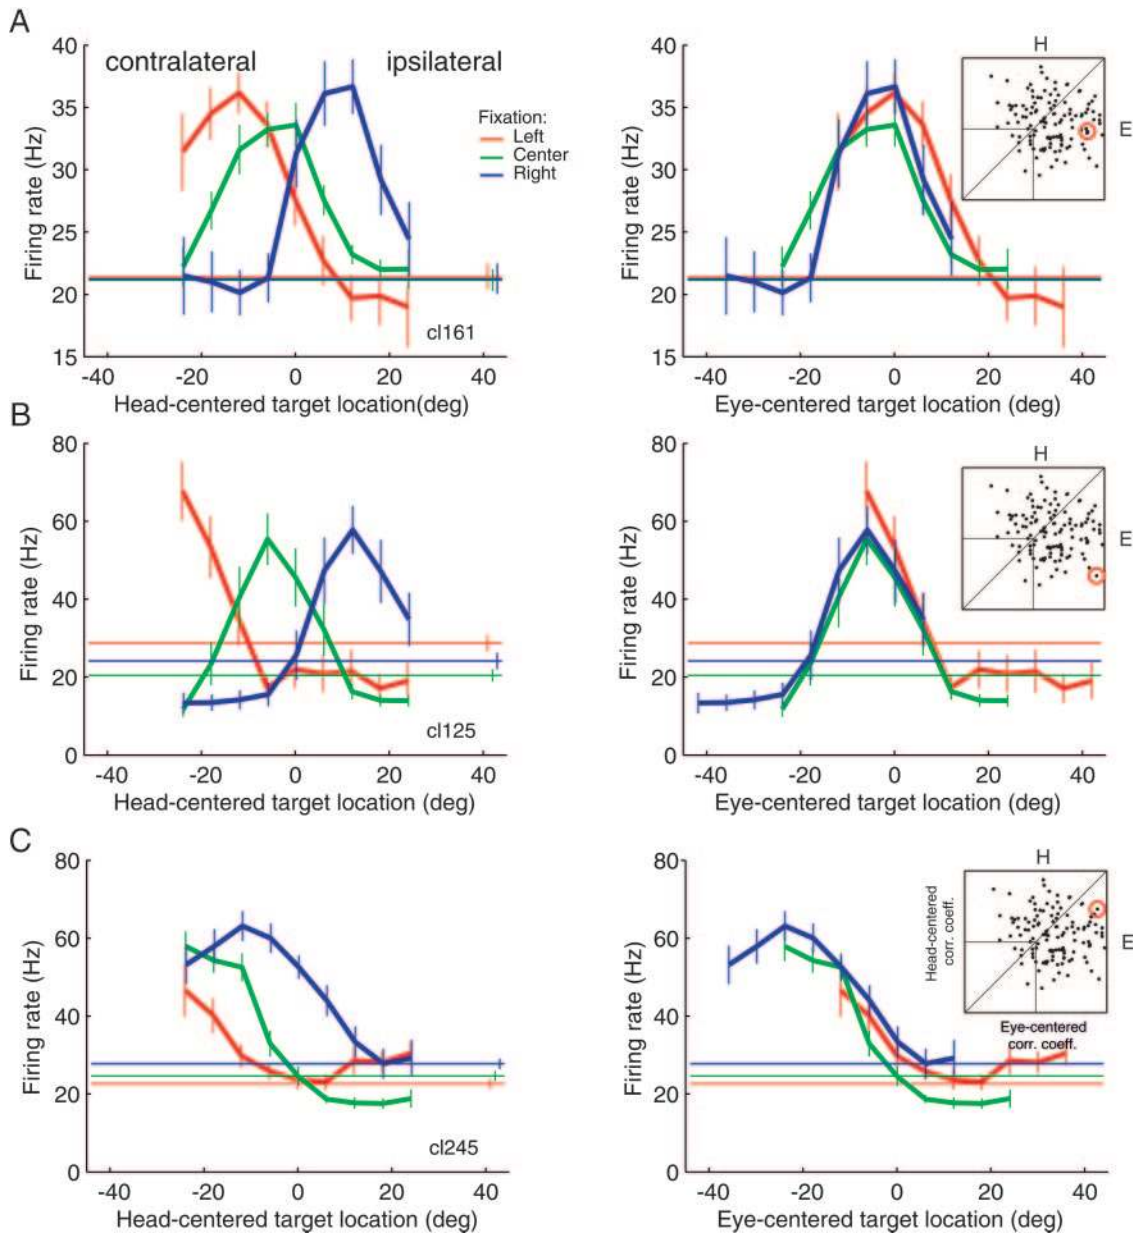 A
40
35
30
25
20
15
Firing rate (Hz)
contralateral
ipsilateral
Fixation:
Left
Center
Right
cl161
-40
-20
0
20
40
Head-centered target location(deg)
40
35
30
25
20
15
Firing rate (Hz)
H
E
-40
-20
0
20
40
Eye-centered target location (deg)
B
80
60
40
20
0
Firing rate (Hz)
cl125
-40
-20
0
20
40
Head-centered target location (deg)
80
60
40
20
0
Firing rate (Hz)
H
E
-40
-20
0
20
40
Eye-centered target location (deg)
C
80
60
40
20
0
Firing rate (Hz)
cl245
-40
-20
0
20
40
Head-centered target location (deg)
80
60
40
20
0
Firing rate (Hz)
H
E
Head-centered
corr. coeff.
Eye-centered
corr. coeff.
-40
-20
0
20
40
Eye-centered target location (deg)